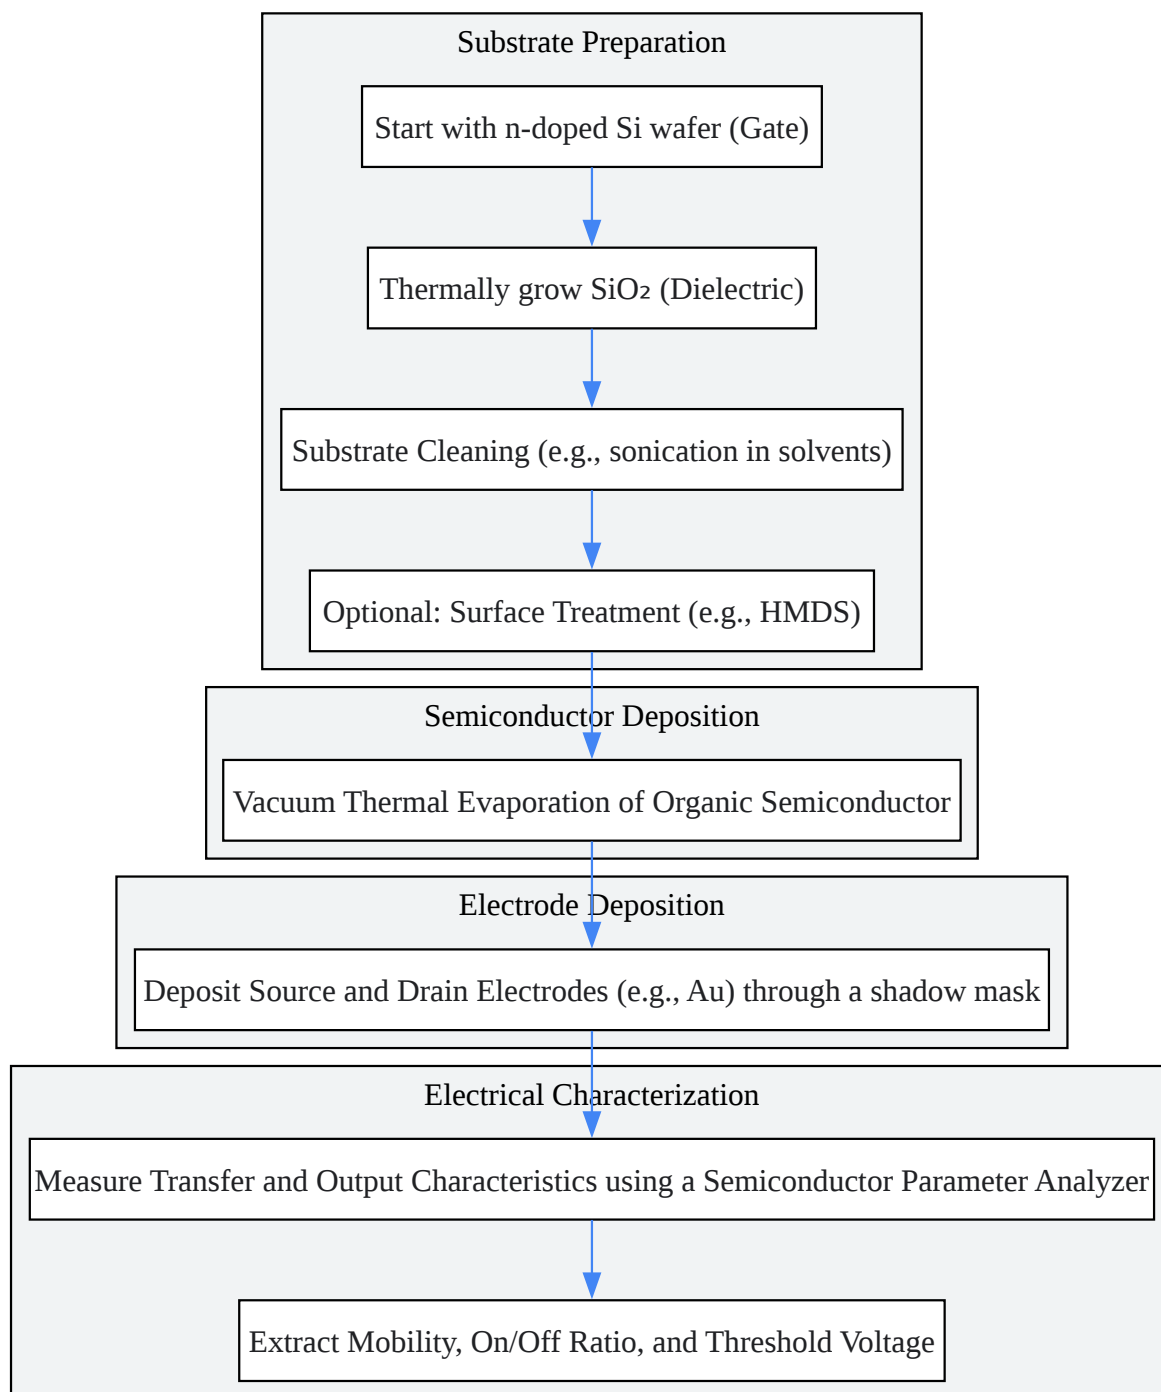 Substrate Preparation
Start with n-doped Si wafer (Gate)
Thermally grow SiO₂ (Dielectric)
Substrate Cleaning (e.g., sonication in solvents)
Optional: Surface Treatment (e.g., HMDS)
Semiconductor Deposition
Vacuum Thermal Evaporation of Organic Semiconductor
Electrode Deposition
Deposit Source and Drain Electrodes (e.g., Au) through a shadow mask
Electrical Characterization
Measure Transfer and Output Characteristics using a Semiconductor Parameter Analyzer
Extract Mobility, On/Off Ratio, and Threshold Voltage